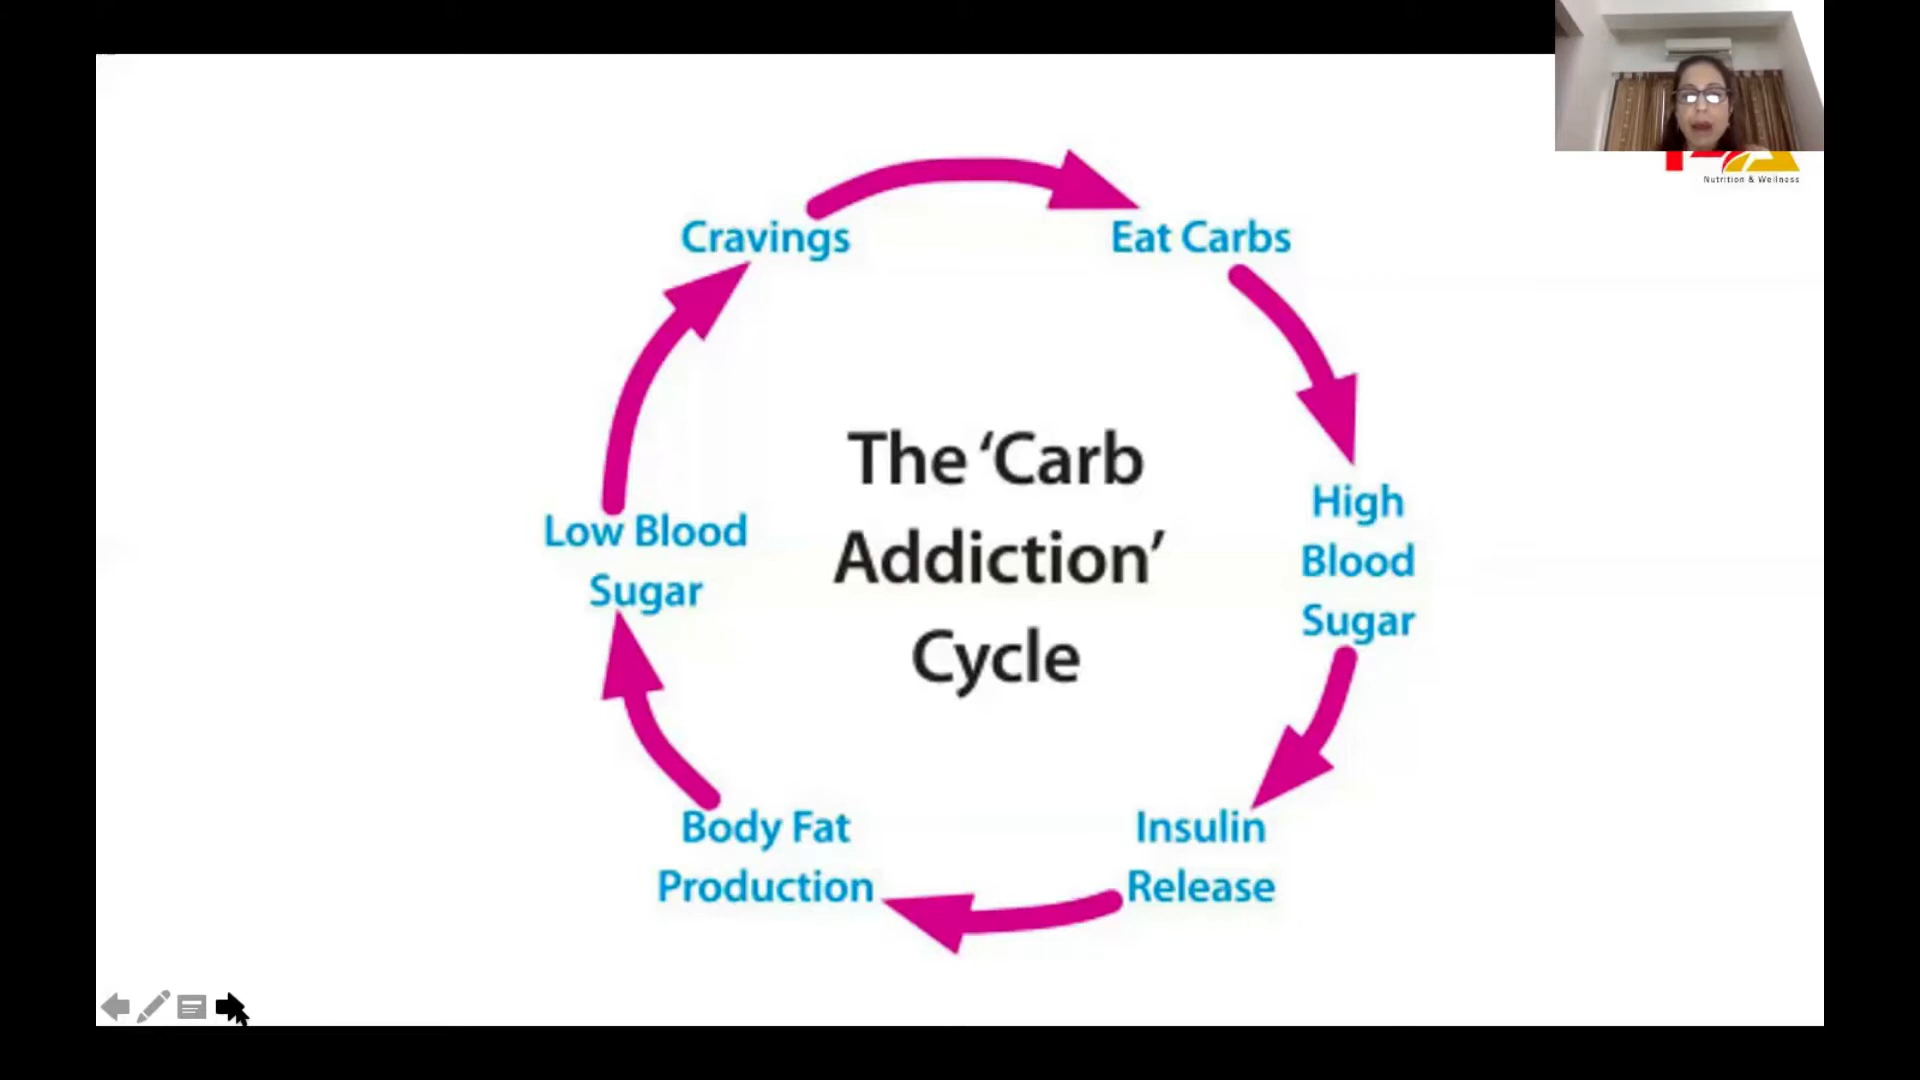 Nutrition & Wellness
Cravings
Eat Carbs
High
Blood
Sugar
Insulin
Release
Body Fat
Production
Low Blood
Sugar
The ‘Carb
Addiction’
Cycle